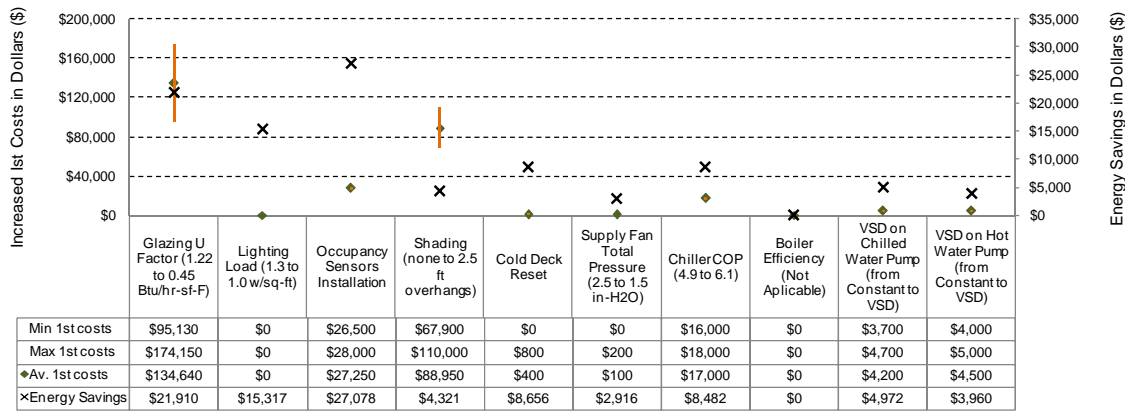 Increased Ist Costs in Dollars ($)
$200,000
$160,000
$120,000
$80,000
$40,000
$0
$35,000
$30,000
$25,000
$20,000
$15,000
$10,000
$5,000
$0
Energy Savings in Dollars ($)
Glazing U
Factor (1.22
to 0.45
Btu/hr-sf-F)
Lighting
Load (1.3 to
1.0 w/sq-ft)
Occupancy
Sensors
Installation
Shading
(none to 2.5
ft
overhangs)
Cold Deck
Reset
Supply Fan
Total
Pressure
(2.5 to 1.5
in-H2O)
Chiller COP
(4.9 to 6.1)
Boiler
Efficiency
(Not
Aplicable)
VSD on
Chilled
Water Pump
(from
Constant to
VSD)
VSD on Hot
Water Pump
(from
Constant to
VSD)
Min 1st costs $95,130 $0 $26,500 $67,900 $0 $0 $16,000 $0 $3,700 $4,000
Max 1st costs $174,150 $0 $28,000 $110,000 $800 $200 $18,000 $0 $4,700 $5,000
Av. 1st costs $134,640 $0 $27,250 $88,950 $400 $100 $17,000 $0 $4,200 $4,500
Energy Savings $21,910 $15,317 $27,078 $4,321 $8,656 $2,916 $8,482 $0 $4,972 $3,960